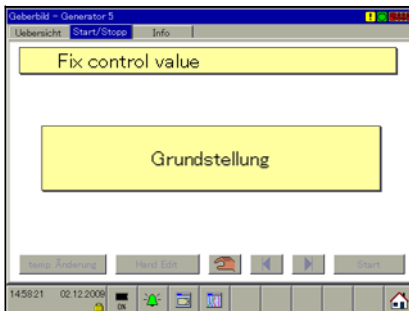 Geberbild - Generator 5
Uebersicht Start/Stopp Info
Fix control value
Grundstellung
temp. Änderung Hand Edit Start
14:58:21 02.12.2009 0%